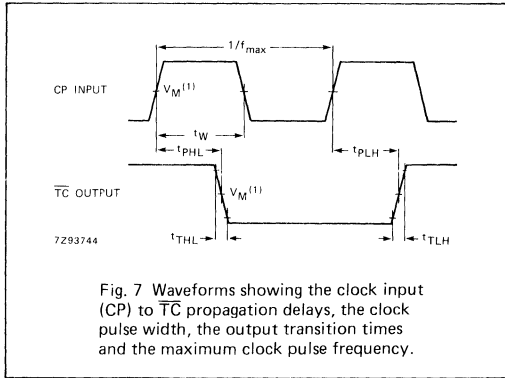 1/fmax
CP INPUT
VM(1)
tW
tPHL
tPLH
TC OUTPUT
VM(1)
7Z93744
tTHL
tTLH
Fig. 7 Waveforms showing the clock input
(CP) to TC propagation delays, the clock
pulse width, the output transition times
and the maximum clock pulse frequency.